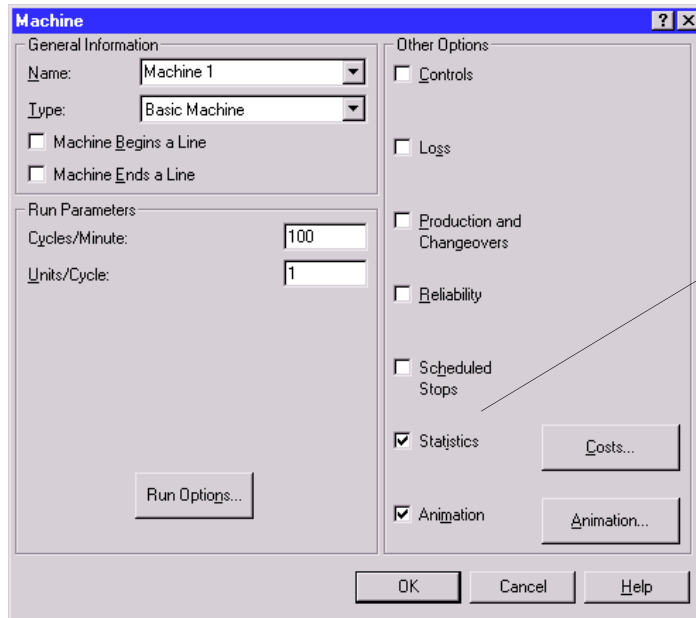 Machine
General Information
Name: Machine 1
Type: Basic Machine
Machine Begins a Line
Machine Ends a Line
Run Parameters
Cycles/Minute: 100
Units/Cycle: 1
Run Options...
Other Options
Controls
Loss
Production and
Changeovers
Reliability
Scheduled
Stops
Statistics
Costs...
Animation
Animation...
OK
Cancel
Help